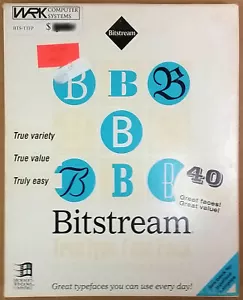 WRK COMPUTER
SYSTEMS
$
Bitstream
B B B
B
B B B
True variety
True value
Truly easy
40
Great faces!
Great value!
Bitstream
Great typefaces you can use every day!